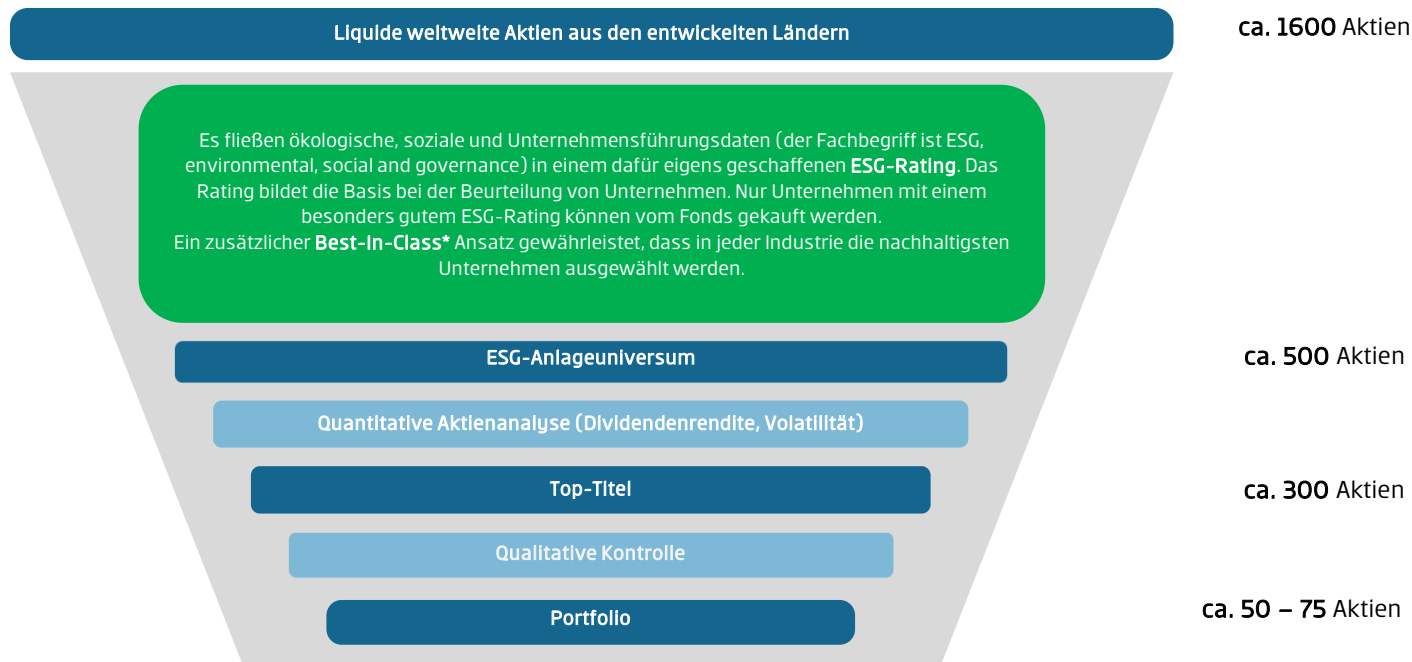 Liquide weltweite Aktien aus den entwickelten Ländern
ca. 1600 Aktien
Es fließen ökologische, soziale und Unternehmensführungsdaten (der Fachbegriff ist ESG,
environmental, social and governance) in einem dafür eigens geschaffenen ESG-Rating. Das
Rating bildet die Basis bei der Beurteilung von Unternehmen. Nur Unternehmen mit einem
besonders gutem ESG-Rating können vom Fonds gekauft werden.
Ein zusätzlicher Best-In-Class* Ansatz gewährleistet, dass in jeder Industrie die nachhaltigsten
Unternehmen ausgewählt werden.
ESG-Anlageuniversum
ca. 500 Aktien
Quantitative Aktienanalyse (Dividendenrendite, Volatilität)
Top-Titel
ca. 300 Aktien
Qualitative Kontrolle
Portfolio
ca. 50 – 75 Aktien